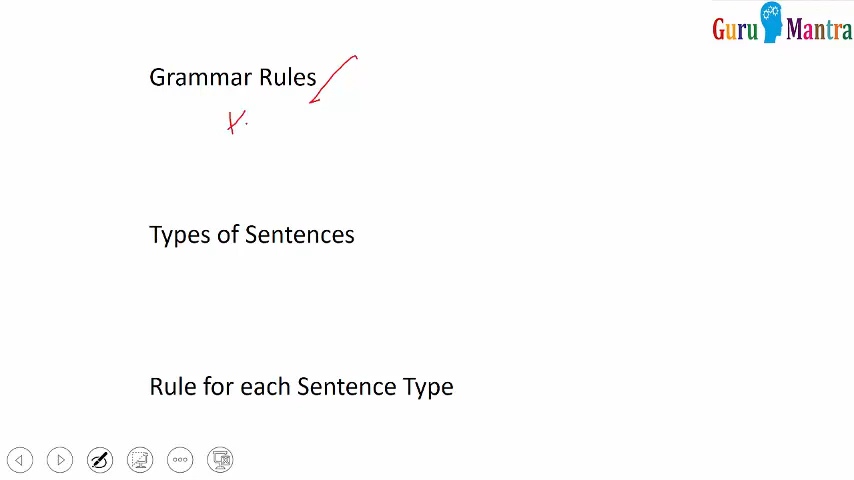 Guru Mantra
Grammar Rules
Types of Sentences
Rule for each Sentence Type